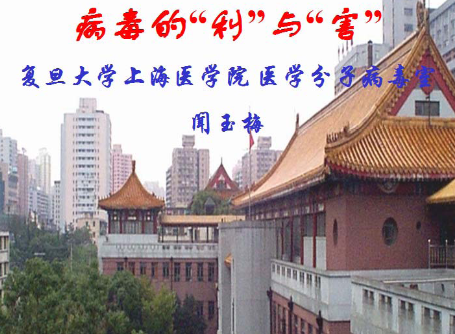 病毒的“利”与“害”
复旦大学上海医学院 医学分子病毒室
闻玉梅